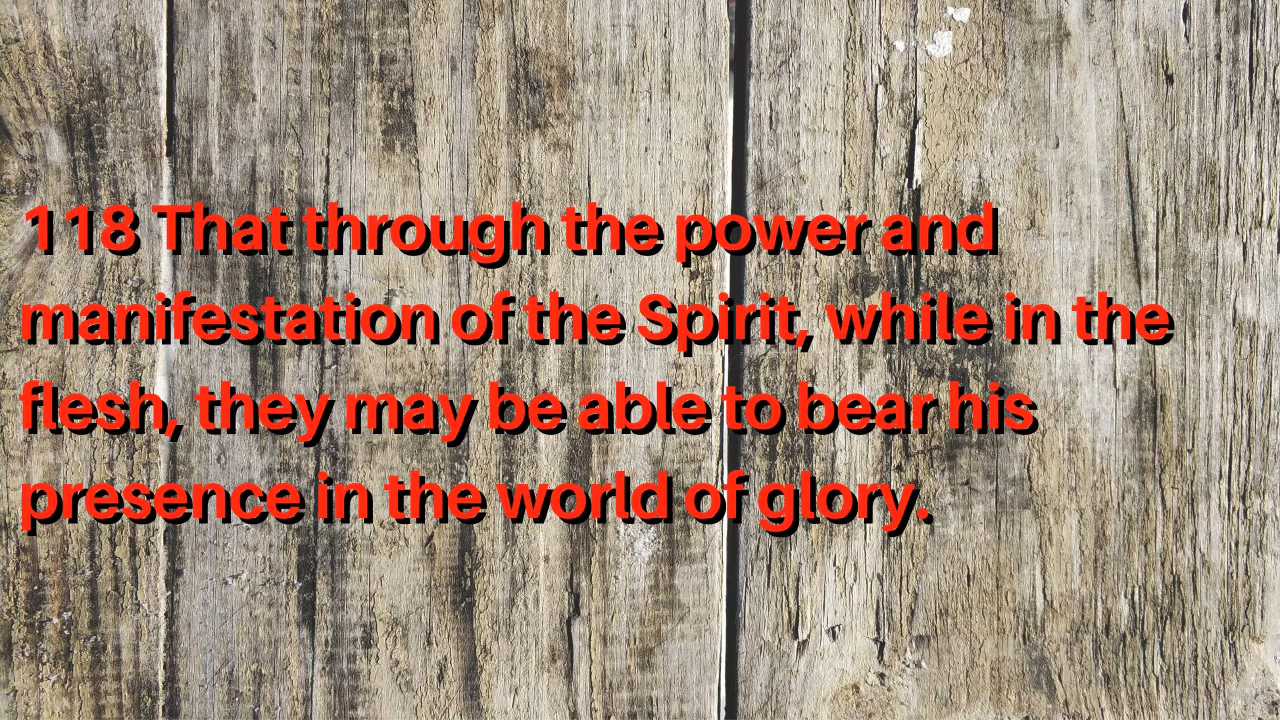 118 That through the power and
manifestation of the Spirit, while in the
flesh, they may be able to bear his
presence in the world of glory.